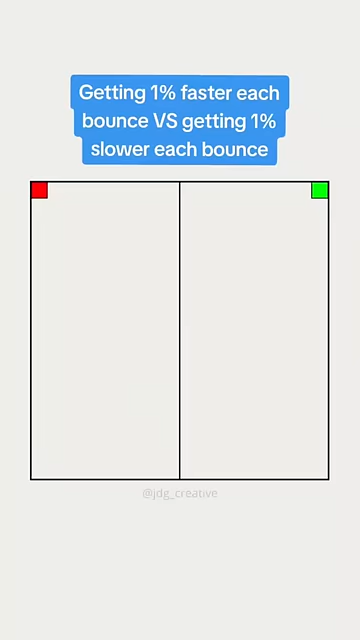 Getting 1% faster each
bounce VS getting 1%
slower each bounce
@jdg_creative